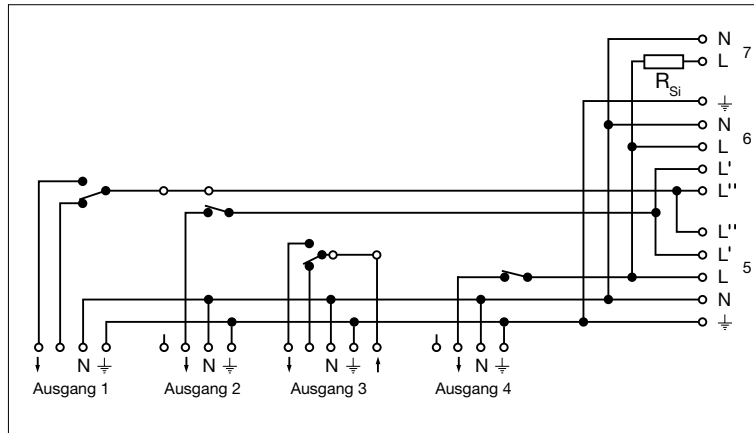 N 7
L
R Si
N
L 6
L'
L''
L''
L'
L 5
N
N N N N
Ausgang 1 Ausgang 2 Ausgang 3 Ausgang 4